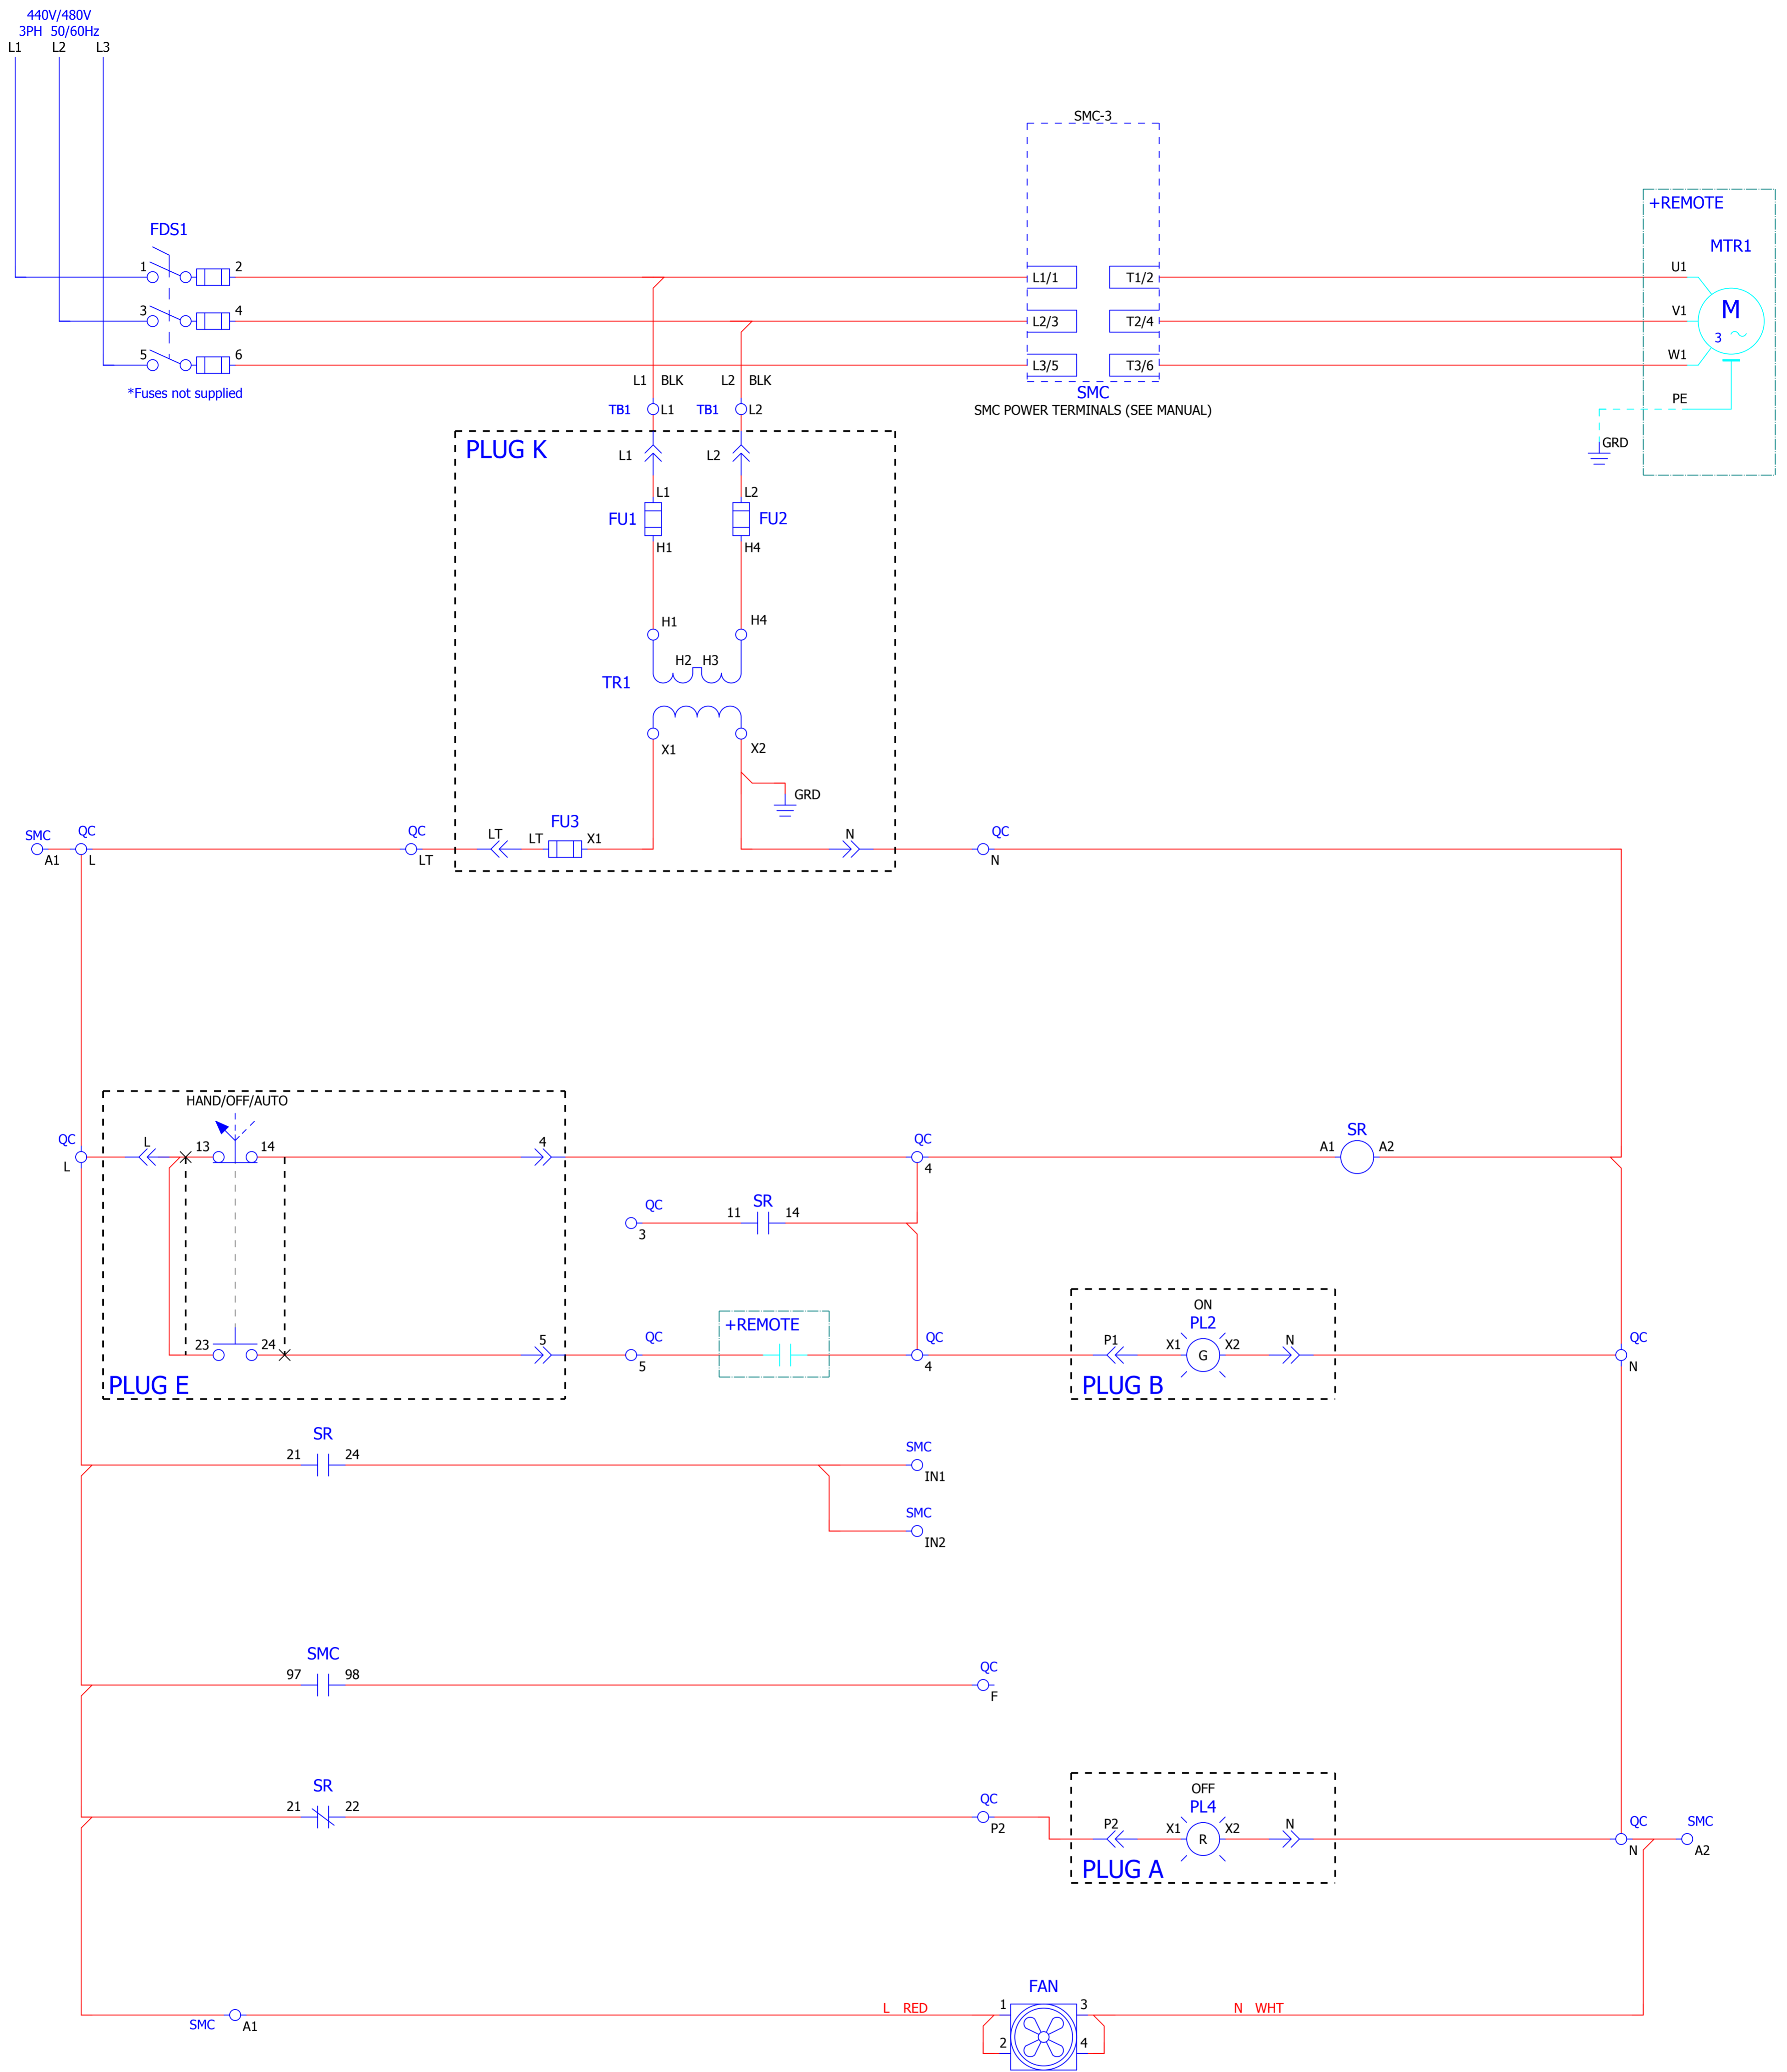 440V/480V
3PH 50/60Hz
L1 L2 L3
SMC-3
+REMOTE
FDS1
MTR1
1 2 L1/1 T1/2 U1
3 4 L2/3 T2/4 V1
M
3
5 6 L3/5 T3/6 W1
*Fuses not supplied
L1 BLK L2 BLK
SMC
PE
TB1 L1 TB1 L2
SMC POWER TERMINALS (SEE MANUAL)
GRD
PLUG K
L1 L2
L1 L2
FU1 FU2
H1 H4
H1 H4
H2 H3
TR1
X1 X2
GRD
FU3
SMC QC QC LT LT X1 N QC
A1 L LT N
HAND/OFF/AUTO
SR
QC L 13 14 4 QC A1 A2
L 4
QC SR
11 14
3
ON
+REMOTE PL2
23 24 5 QC QC P1 X1 X2 N QC
G
5 4 N
PLUG E PLUG B
SR SMC
21 24
IN1
SMC
IN2
SMC QC
97 98
F
SR OFF
QC PL4
21 22 P2 X1 X2 N QC SMC
P2 R
N A2
PLUG A
FAN
L RED 1 3 N WHT
SMC A1
2 4